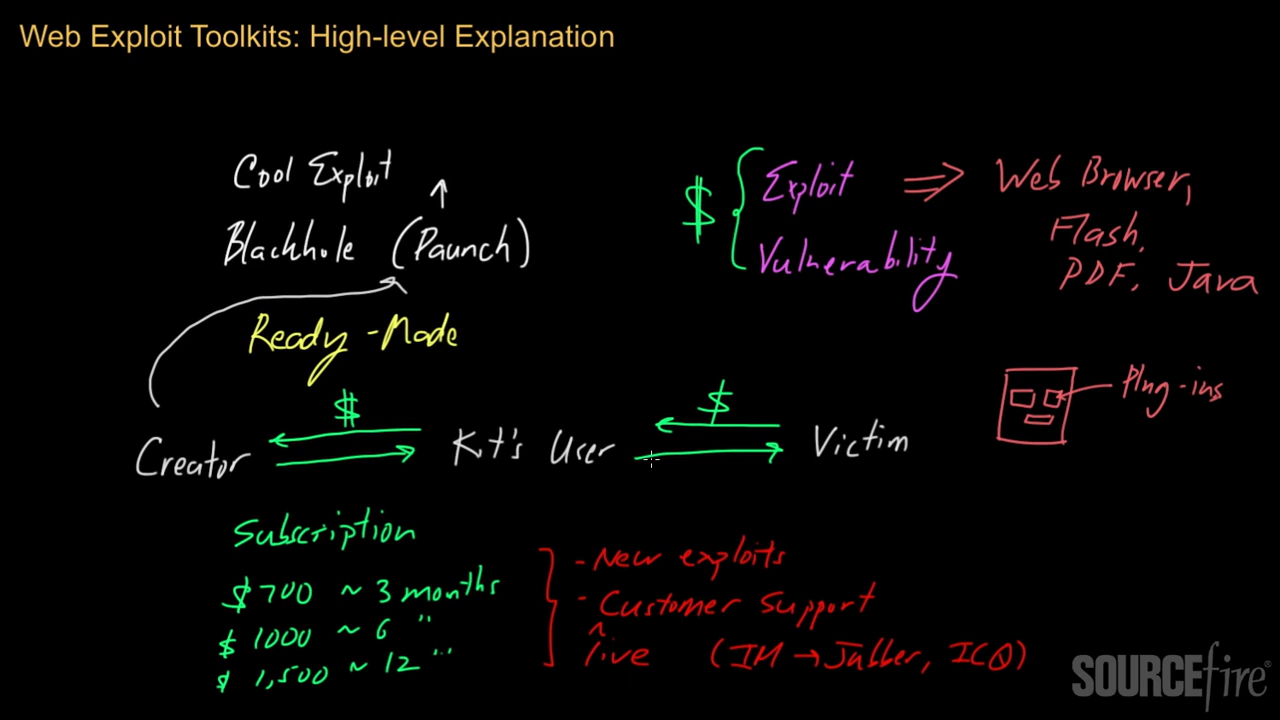 Web Exploit Toolkits: High-level Explanation
Cool Exploit
Blackhole (Paunch)
Ready-Made
$ Exploit ⇒ Web Browser,
Vulnerability Flash,
PDF, Java
Plug-ins
$ $
Creator Kit's User Victim
Subscription
$700 ~ 3 months
$ 1000 ~ 6 "
$ 1,500 ~ 12 "
- New exploits
- Customer Support
^
live (IM → Jabber, ICQ)
SOURCEfire®